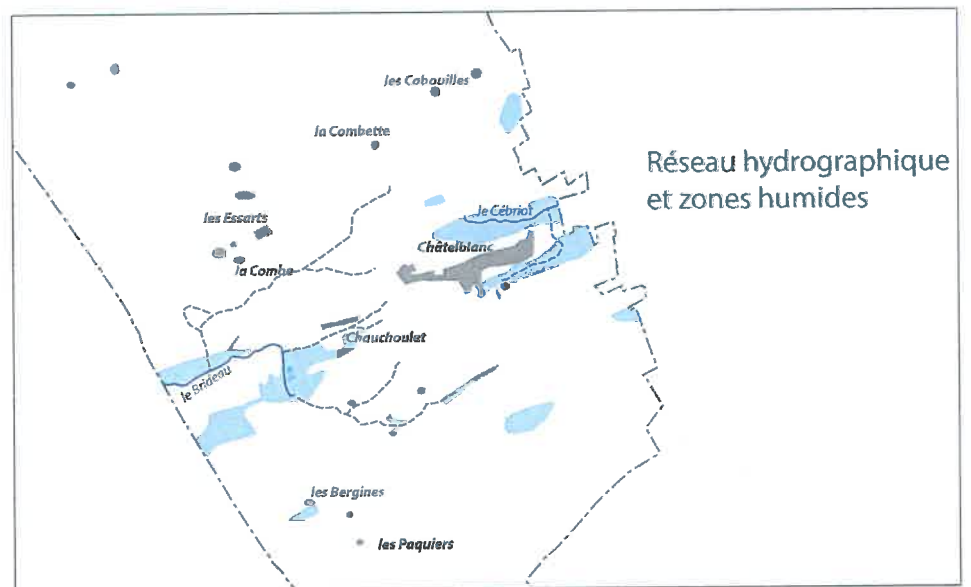 les Cabouilles
la Combette
Réseau hydrographique
et zones humides
le Cébriot
les Essarts
Châtelblanc
la Combe
Chauchoulet
le Brideau
les Bergines
les Paquiers